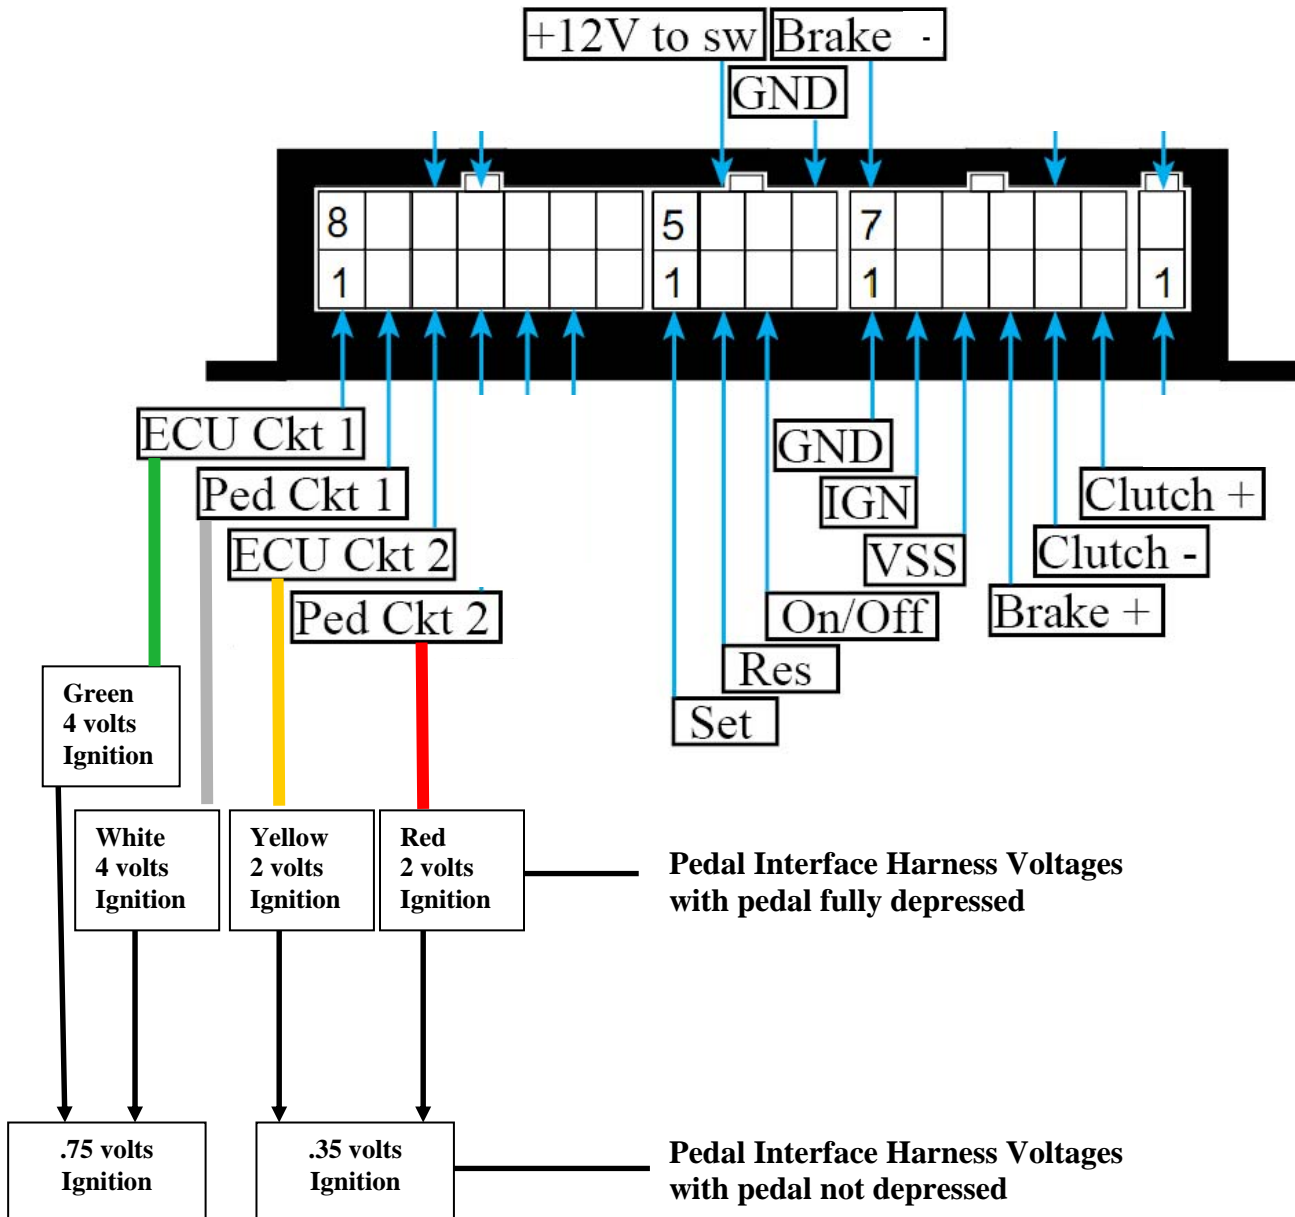 +12V to sw
Brake -
GND
8
5
7
1
1
1
1
ECU Ckt 1
GND
Ped Ckt 1
IGN
Clutch +
ECU Ckt 2
VSS
Clutch -
Ped Ckt 2
On/Off
Brake +
Res
Set
Green
4 volts
Ignition
White
4 volts
Ignition
Yellow
2 volts
Ignition
Red
2 volts
Ignition
Pedal Interface Harness Voltages
with pedal fully depressed
.75 volts
Ignition
.35 volts
Ignition
Pedal Interface Harness Voltages
with pedal not depressed